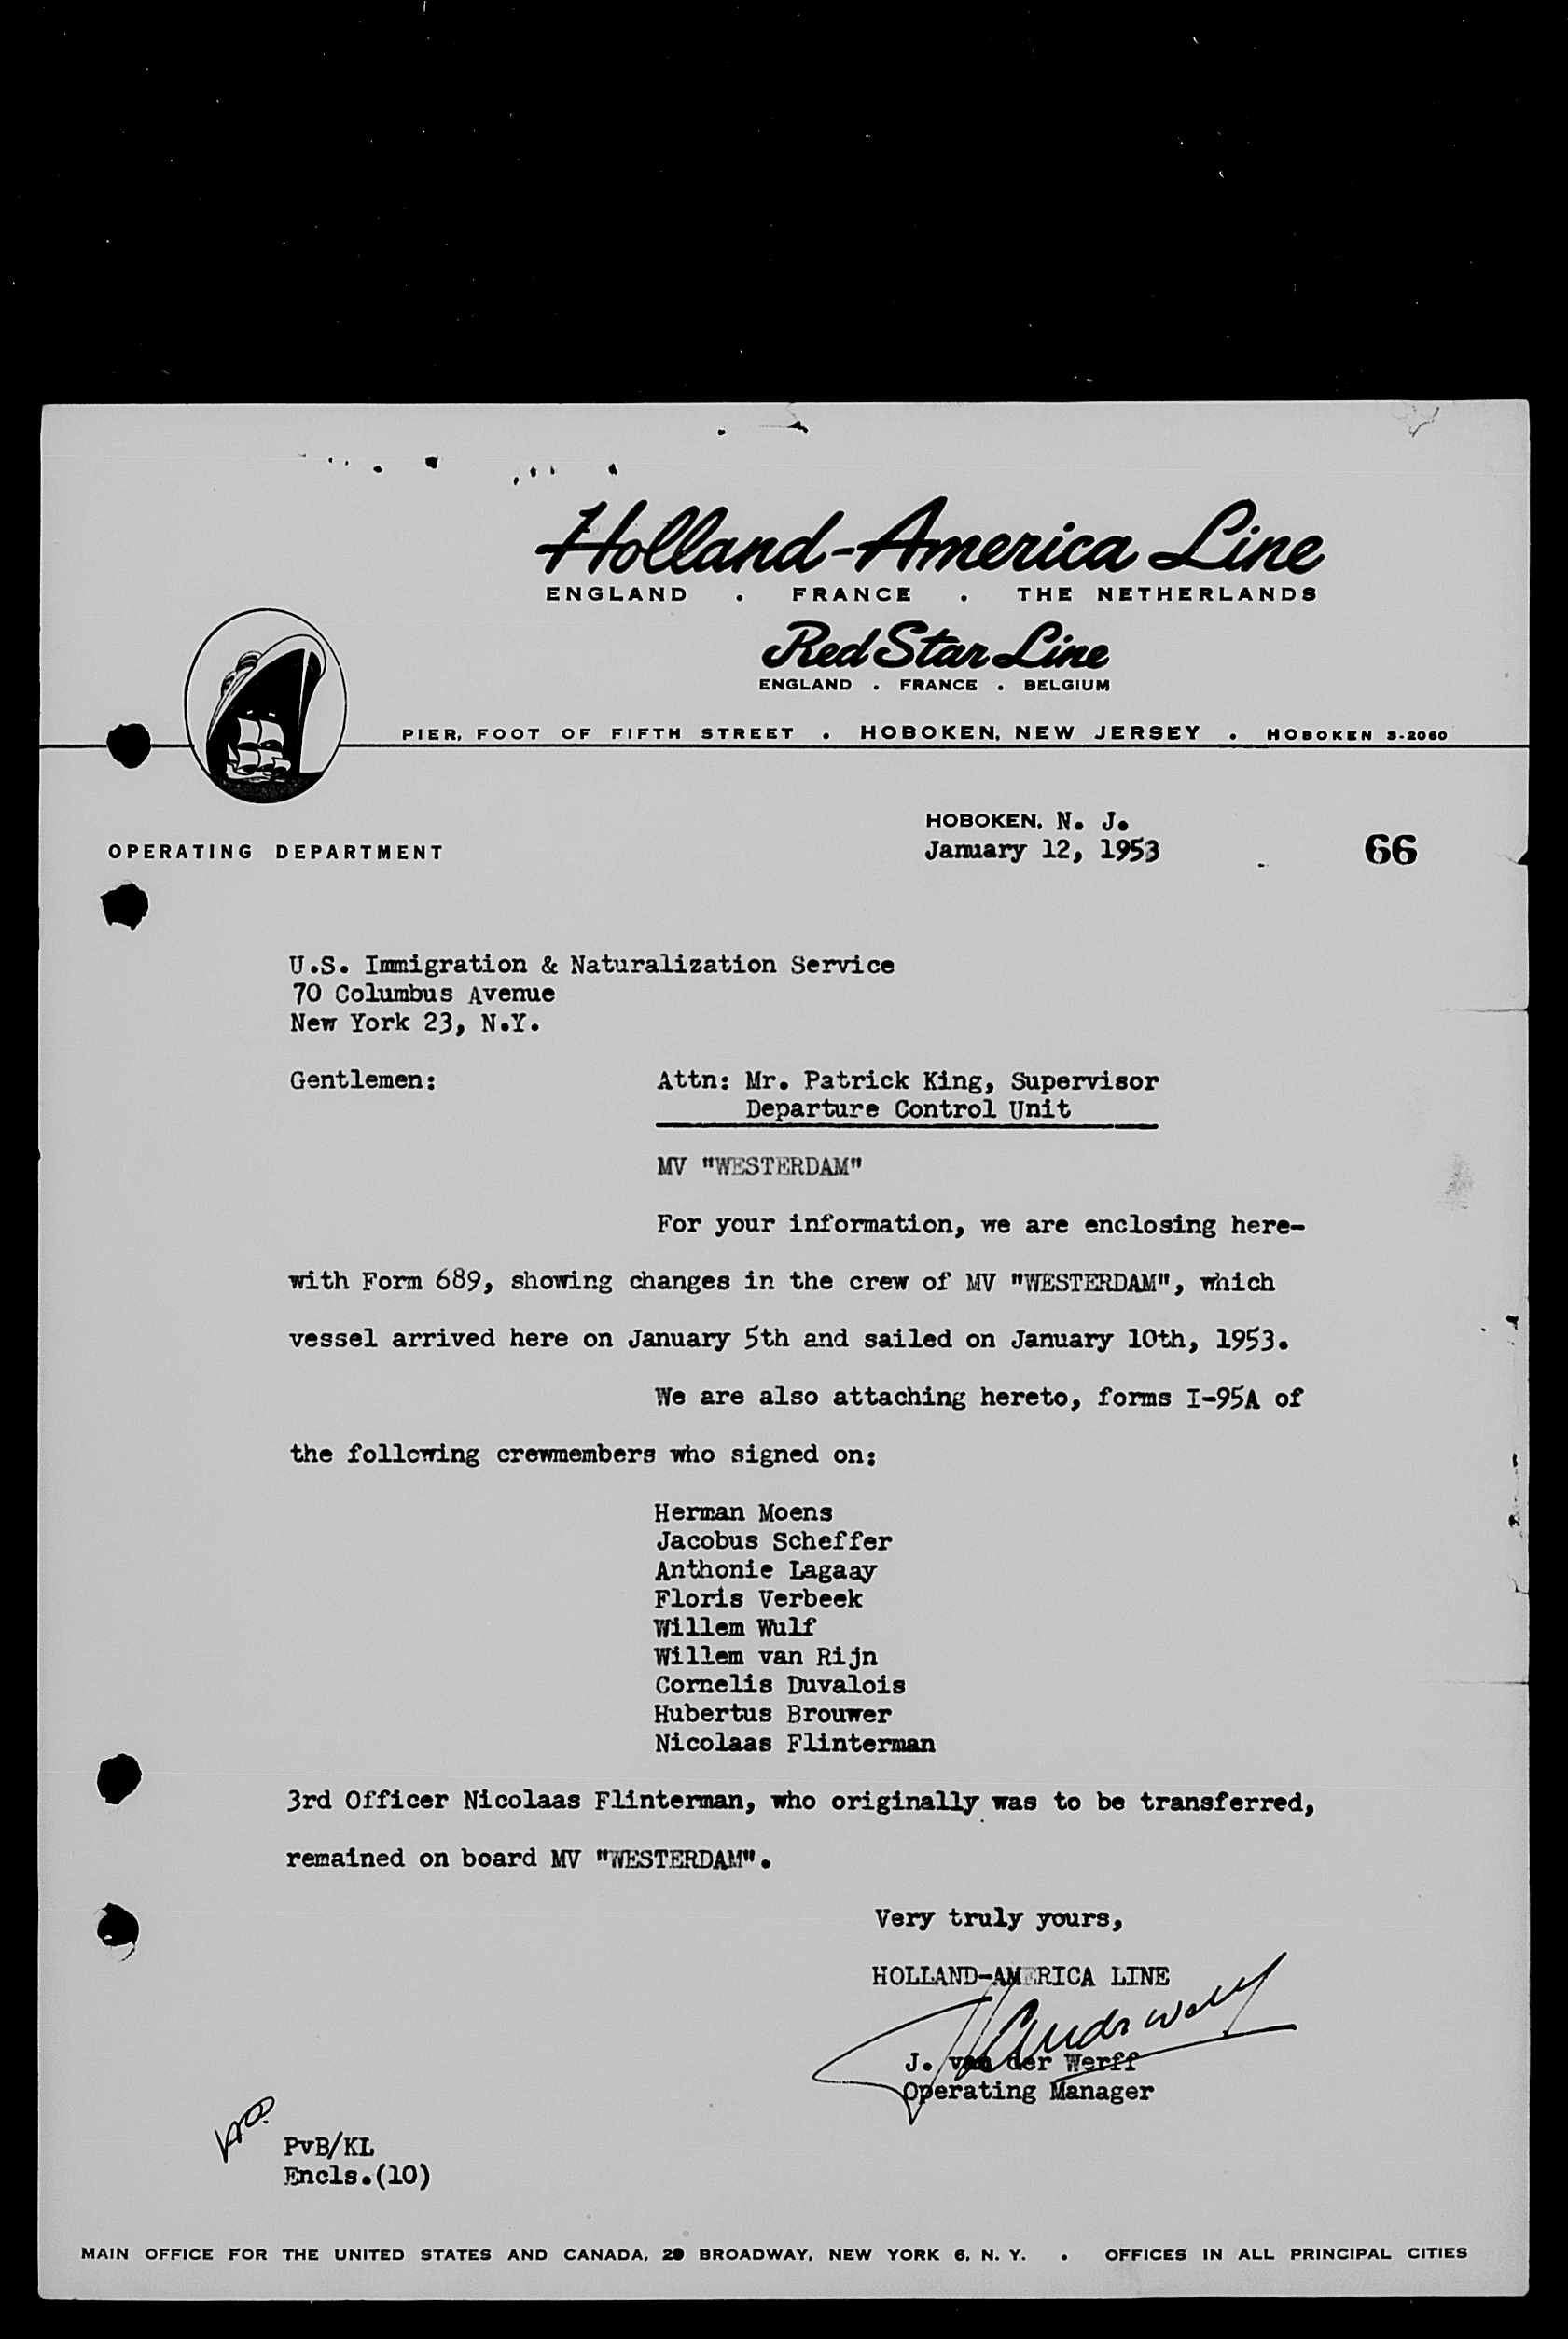 Holland-America Line
ENGLAND . FRANCE . THE NETHERLANDS
Red Star Line
ENGLAND . FRANCE . BELGIUM
PIER, FOOT OF FIFTH STREET . HOBOKEN, NEW JERSEY . HOBOKEN 3-2060
HOBOKEN, N. J.
OPERATING DEPARTMENT
January 12, 1953
66
U.S. Immigration & Naturalization Service
70 Columbus Avenue
New York 23, N.Y.
Gentlemen:
Attn: Mr. Patrick King, Supervisor
Departure Control Unit
MV "WESTERDAM"
For your information, we are enclosing here-
with Form 689, showing changes in the crew of MV "WESTERDAM", which
vessel arrived here on January 5th and sailed on January 10th, 1953.
We are also attaching hereto, forms I-95A of
the following crewmembers who signed on:
Herman Moens
Jacobus Scheffer
Anthonie Lagaay
Floris Verbeek
Willem Wulf
Willem van Rijn
Cornelis Duvalois
Hubertus Brouwer
Nicolaas Flinterman
3rd Officer Nicolaas Flinterman, who originally was to be transferred,
remained on board MV "WESTERDAM".
Very truly yours,
HOLLAND-AMERICA LINE
J. van der Werff
Operating Manager
PvB/KL
Encls.(10)
MAIN OFFICE FOR THE UNITED STATES AND CANADA, 29 BROADWAY, NEW YORK 6, N. Y. . OFFICES IN ALL PRINCIPAL CITIES